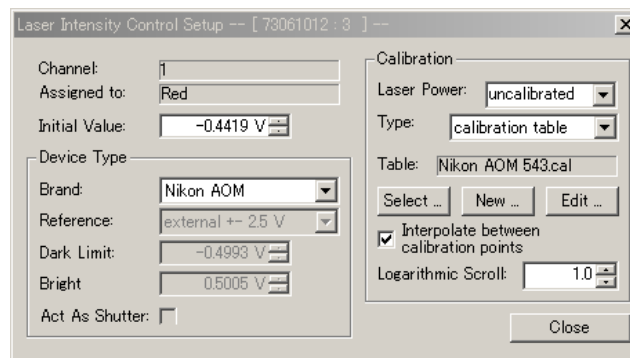 Laser Intensity Control Setup -- [ 73061012 : 3 ] --
Channel: 1
Assigned to: Red
Initial Value: -0.4419 V
Device Type
Brand: Nikon AOM
Reference: external +- 2.5 V
Dark Limit: -0.4993 V
Bright 0.5005 V
Act As Shutter:
Calibration
Laser Power: uncalibrated
Type: calibration table
Table: Nikon AOM 543.cal
Select ... New ... Edit ...
Interpolate between
calibration points
Logarithmic Scroll: 1.0
Close